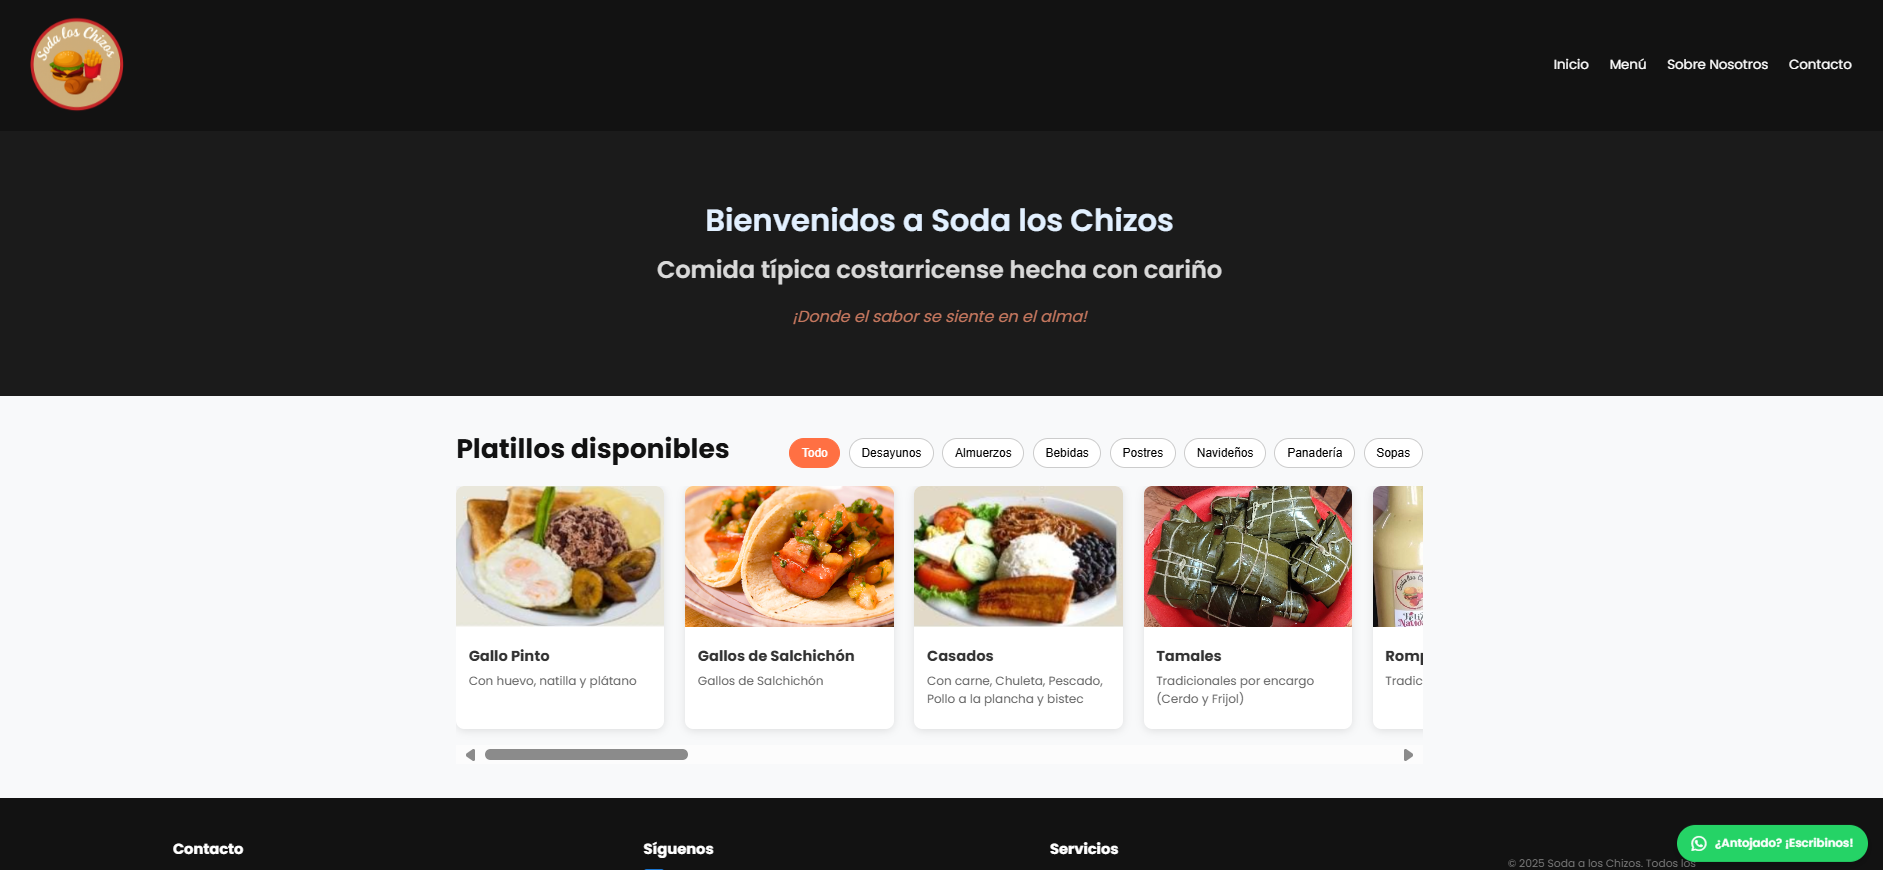 Soda los Chizos
Inicio Menú Sobre Nosotros Contacto
Bienvenidos a Soda los Chizos
Comida típica costarricense hecha con cariño
¡Donde el sabor se siente en el alma!
Platillos disponibles
Todo Desayunos Almuerzos Bebidas Postres Navideños Panadería Sopas
Gallo Pinto
Con huevo, natilla y plátano
Gallos de Salchichón
Gallos de Salchichón
Casados
Con carne, Chuleta, Pescado,
Pollo a la plancha y bistec
Tamales
Tradicionales por encargo
(Cerdo y Frijol)
Romp
Tradic
Contacto
Síguenos
Servicios
¿Antojado? ¡Escribinos!
© 2025 Soda a los Chizos. Todos los